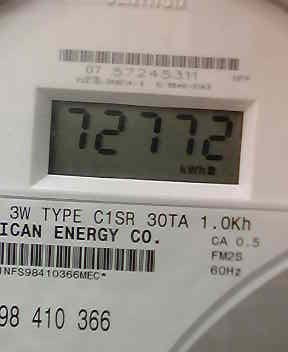 07 57245311
72772
kWh
3W TYPE C1SR 30TA 1.0Kh
ICAN ENERGY CO.
CA 0.5
FM2S
60Hz
INFS98410366MEC*
98 410 366